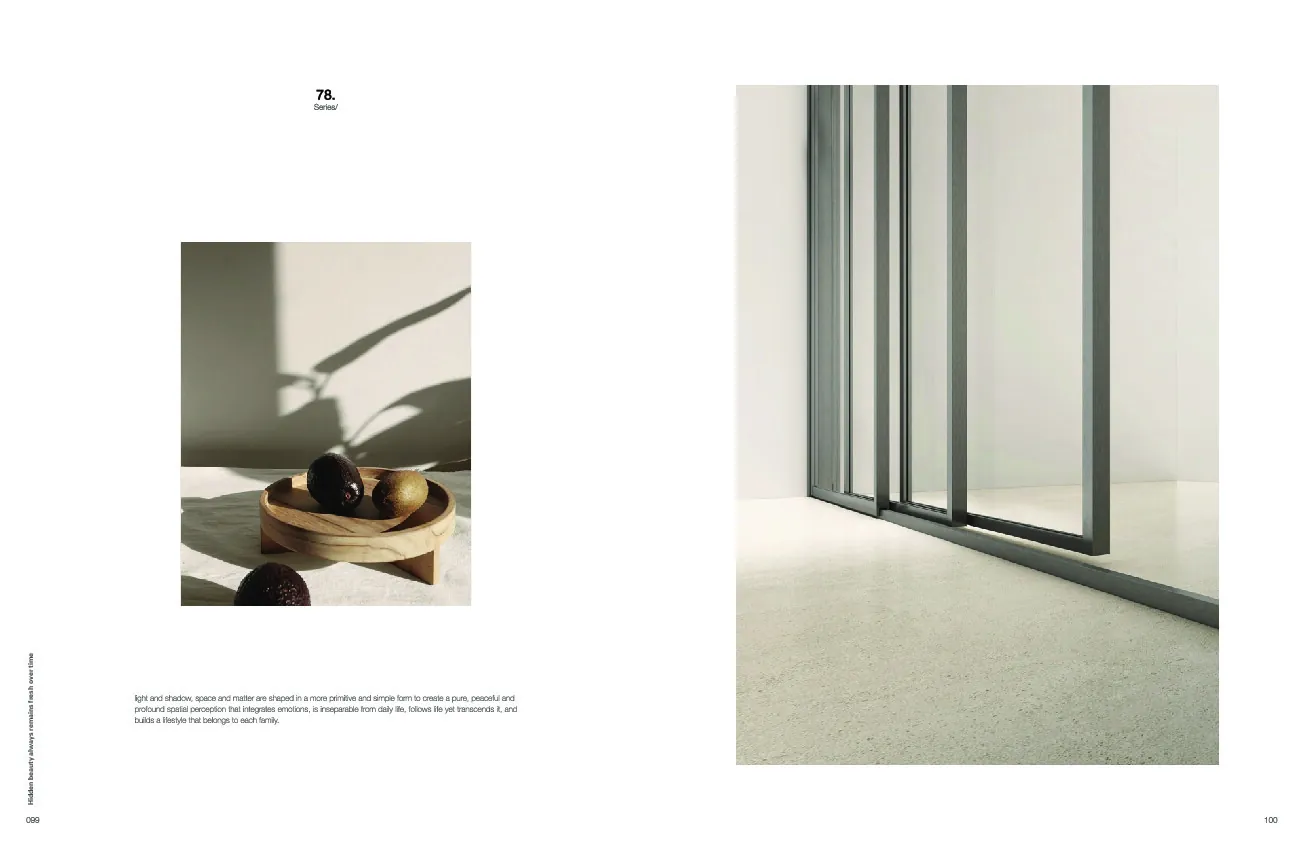 78.
Series/
light and shadow, space and matter are shaped in a more primitive and simple form to create a pure, peaceful and
profound spatial perception that integrates emotions, is inseparable from daily life, follows life yet transcends it, and
builds a lifestyle that belongs to each family.
Hidden beauty always remains fresh over time
099
100